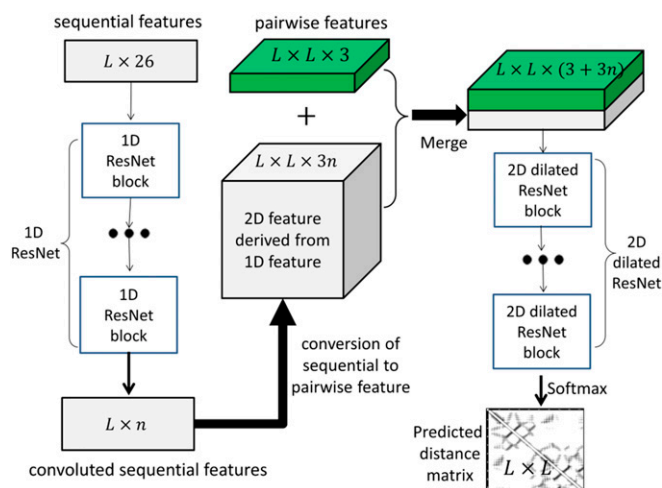 sequential features
L × 26
1D
ResNet
block
1D
ResNet
1D
ResNet
block
L × n
convoluted sequential features
pairwise features
L × L × 3
+
L × L × 3n
2D feature
derived from
1D feature
conversion of
sequential to
pairwise feature
Merge
L × L × (3 + 3n)
2D dilated
ResNet
block
2D
dilated
ResNet
2D dilated
ResNet
block
Softmax
Predicted
distance
matrix
L × L